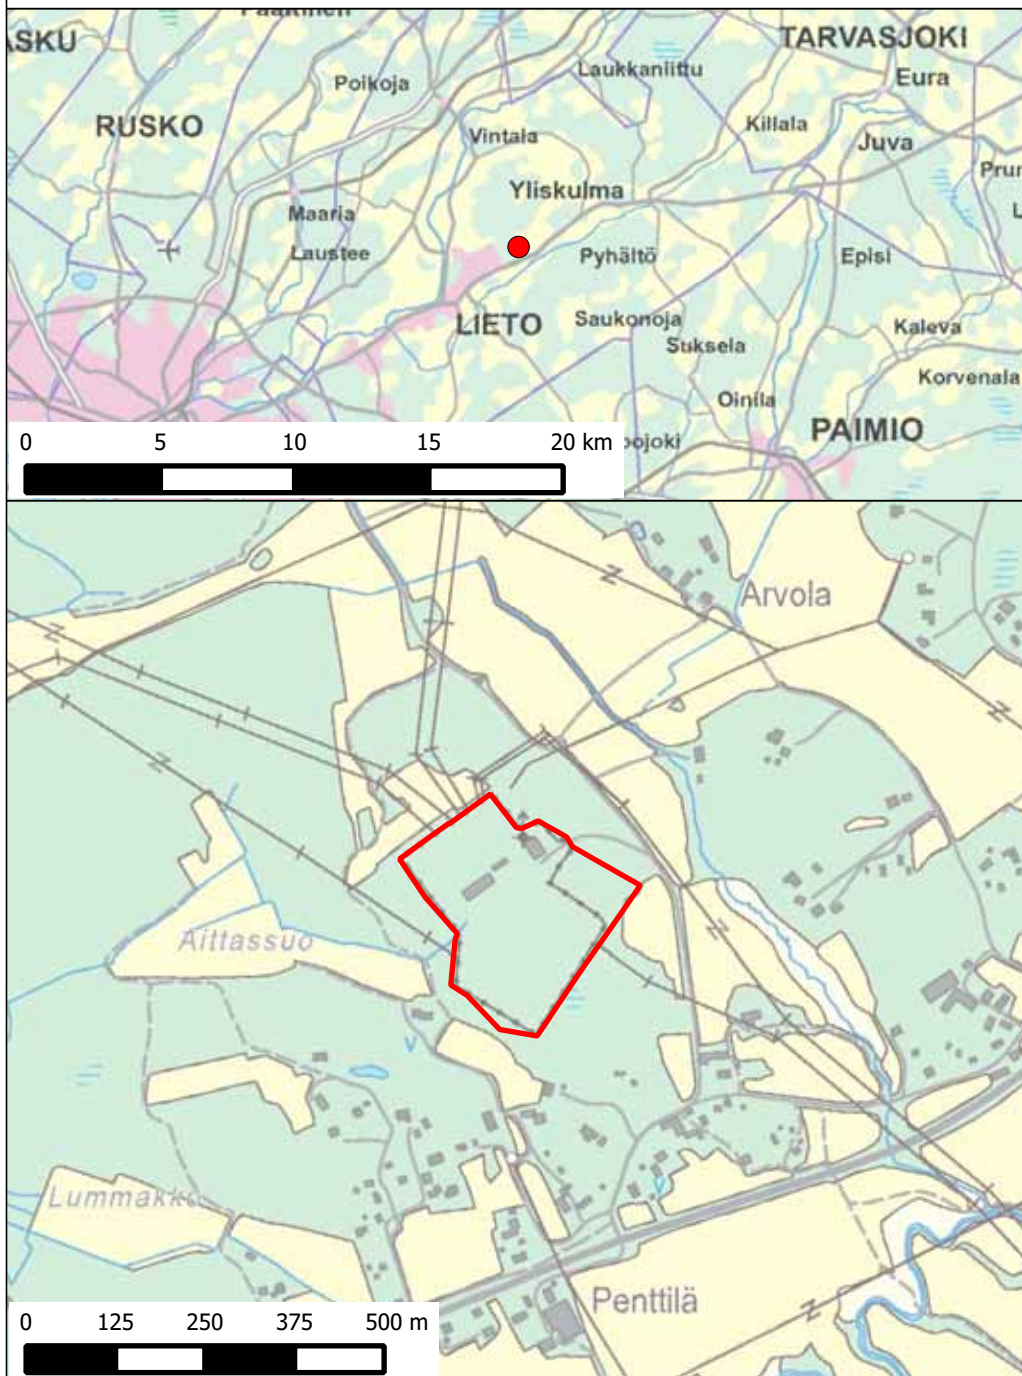 TARVASJOKI
Laukkaniittu
Eura
Poikoja
RUSKO
Vintala
Killala
Juva
Yliskulma
Maaria
Laustee
Pyhältö
Episi
LIETO
Saukonoja
Kaleva
Suksela
Korvenala
Oinila
PAIMIO
0 5 10 15 20 km
Arvola
Aittassuo
Lummakko
Penttilä
0 125 250 375 500 m